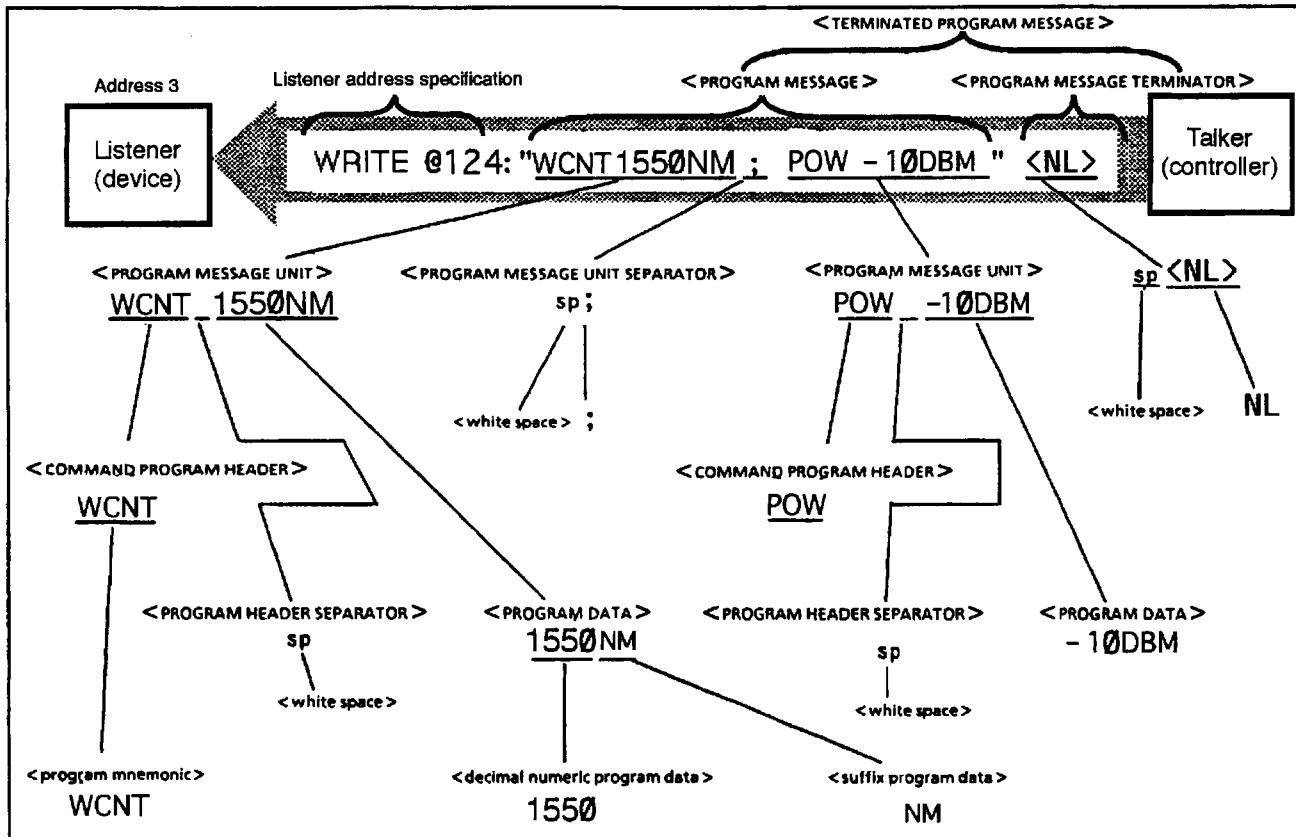 <TERMINATED PROGRAM MESSAGE>
Address 3
Listener address specification
<PROGRAM MESSAGE>
<PROGRAM MESSAGE TERMINATOR>
Listener
(device)
WRITE @124: "WCNT1550NM ; POW -10DBM " <NL>
Talker
(controller)
<PROGRAM MESSAGE UNIT>
<PROGRAM MESSAGE UNIT SEPARATOR>
<PROGRAM MESSAGE UNIT>
sp <NL>
WCNT_1550NM
sp ;
POW _ -10DBM
<white space> ;
<white space>
NL
<COMMAND PROGRAM HEADER>
<COMMAND PROGRAM HEADER>
WCNT
POW
<PROGRAM HEADER SEPARATOR>
<PROGRAM DATA>
<PROGRAM HEADER SEPARATOR>
<PROGRAM DATA>
sp
1550NM
sp
-10DBM
<white space>
<white space>
<program mnemonic>
<decimal numeric program data>
<suffix program data>
WCNT
1550
NM